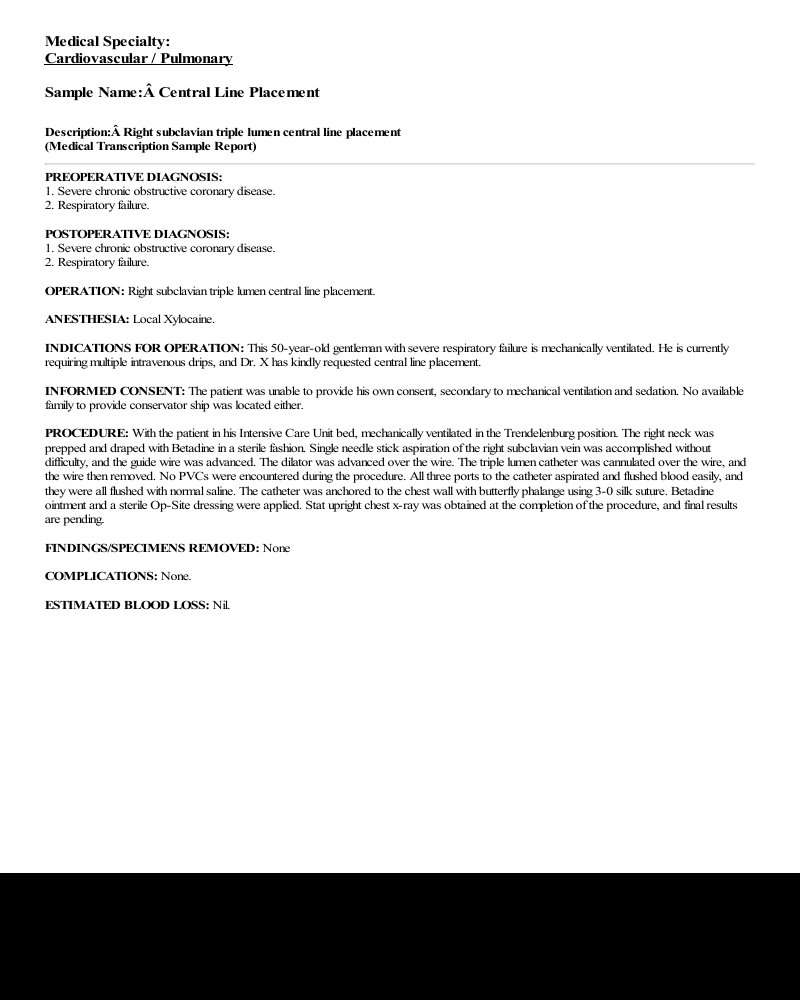 Medical Specialty:
Cardiovascular / Pulmonary
Sample Name:Â Central Line Placement
Description:Â Right subclavian triple lumen central line placement
(Medical Transcription Sample Report)
PREOPERATIVE DIAGNOSIS:
1. Severe chronic obstructive coronary disease.
2. Respiratory failure.
POSTOPERATIVE DIAGNOSIS:
1. Severe chronic obstructive coronary disease.
2. Respiratory failure.
OPERATION: Right subclavian triple lumen central line placement.
ANESTHESIA: Local Xylocaine.
INDICATIONS FOR OPERATION: This 50-year-old gentleman with severe respiratory failure is mechanically ventilated. He is currently
requiring multiple intravenous drips, and Dr. X has kindly requested central line placement.
INFORMED CONSENT: The patient was unable to provide his own consent, secondary to mechanical ventilation and sedation. No available
family to provide conservator ship was located either.
PROCEDURE: With the patient in his Intensive Care Unit bed, mechanically ventilated in the Trendelenburg position. The right neck was
prepped and draped with Betadine in a sterile fashion. Single needle stick aspiration of the right subclavian vein was accomplished without
difficulty, and the guide wire was advanced. The dilator was advanced over the wire. The triple lumen catheter was cannulated over the wire, and
the wire then removed. No PVCs were encountered during the procedure. All three ports to the catheter aspirated and flushed blood easily, and
they were all flushed with normal saline. The catheter was anchored to the chest wall with butterfly phalange using 3-0 silk suture. Betadine
ointment and a sterile Op-Site dressing were applied. Stat upright chest x-ray was obtained at the completion of the procedure, and final results
are pending.
FINDINGS/SPECIMENS REMOVED: None
COMPLICATIONS: None.
ESTIMATED BLOOD LOSS: Nil.